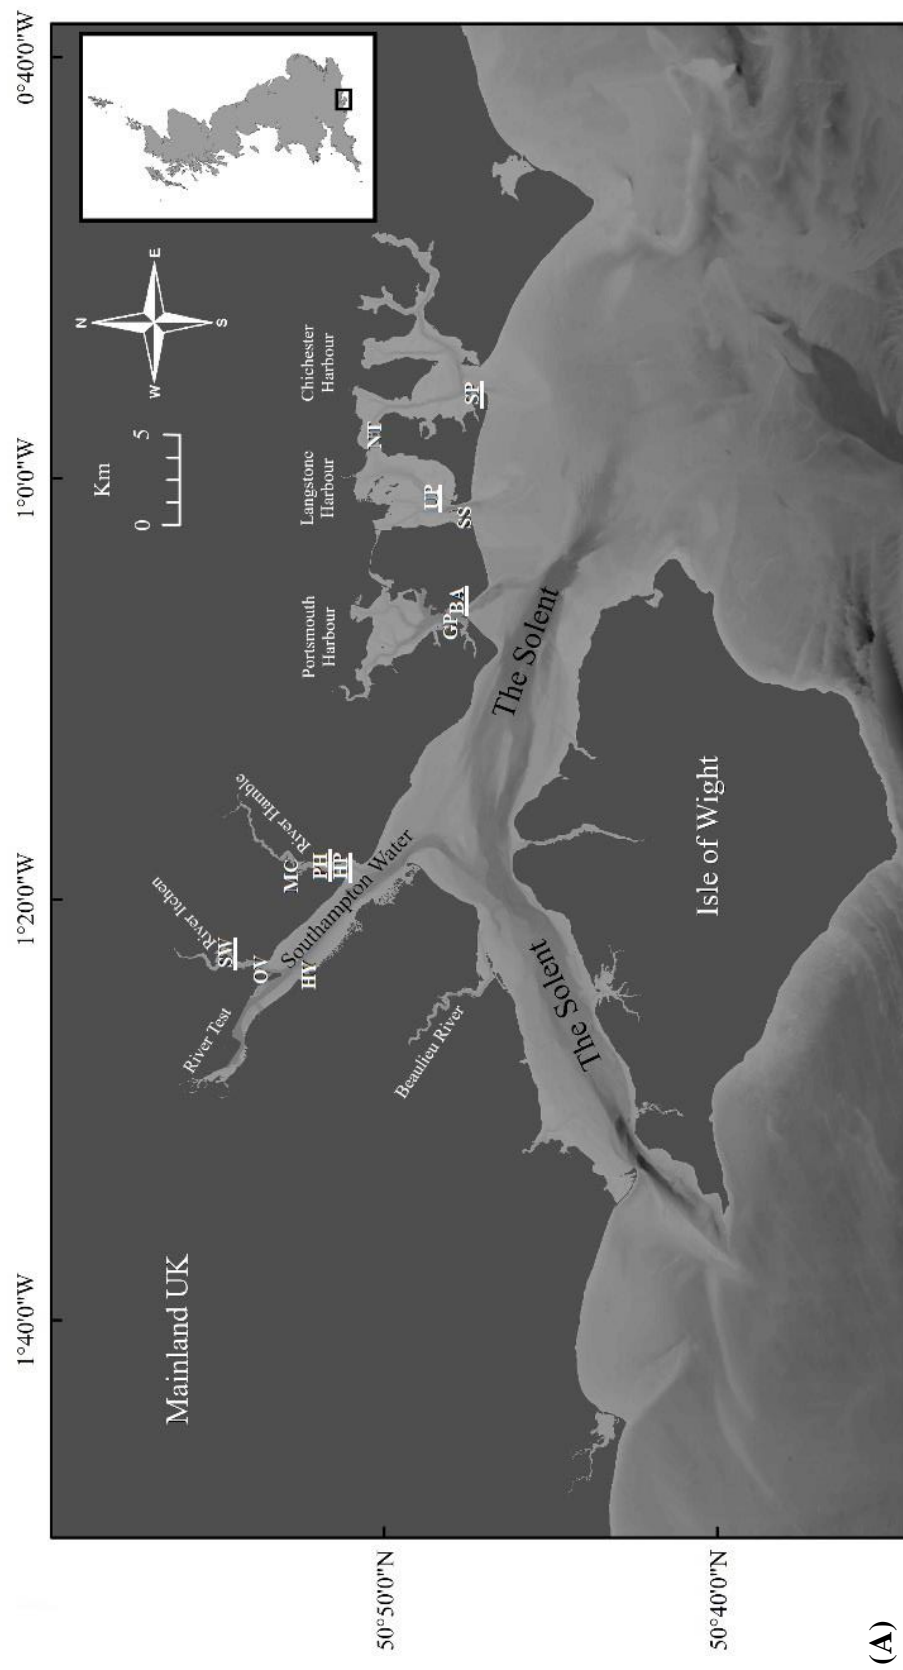 1°40'0"W
1°20'0"W
1°0'0"W
0°40'0"W
50°50'0"N
50°40'0"N
Mainland UK
Km
0
5
N
W
E
S
River Itchen
River Hamble
River Test
Southampton Water
Beaulieu River
Portsmouth
Harbour
Langstone
Harbour
Chichester
Harbour
SW
OV
HY
MC
PH
HP
GP
BA
SS
UP
NT
SP
The Solent
The Solent
Isle of Wight
(A)